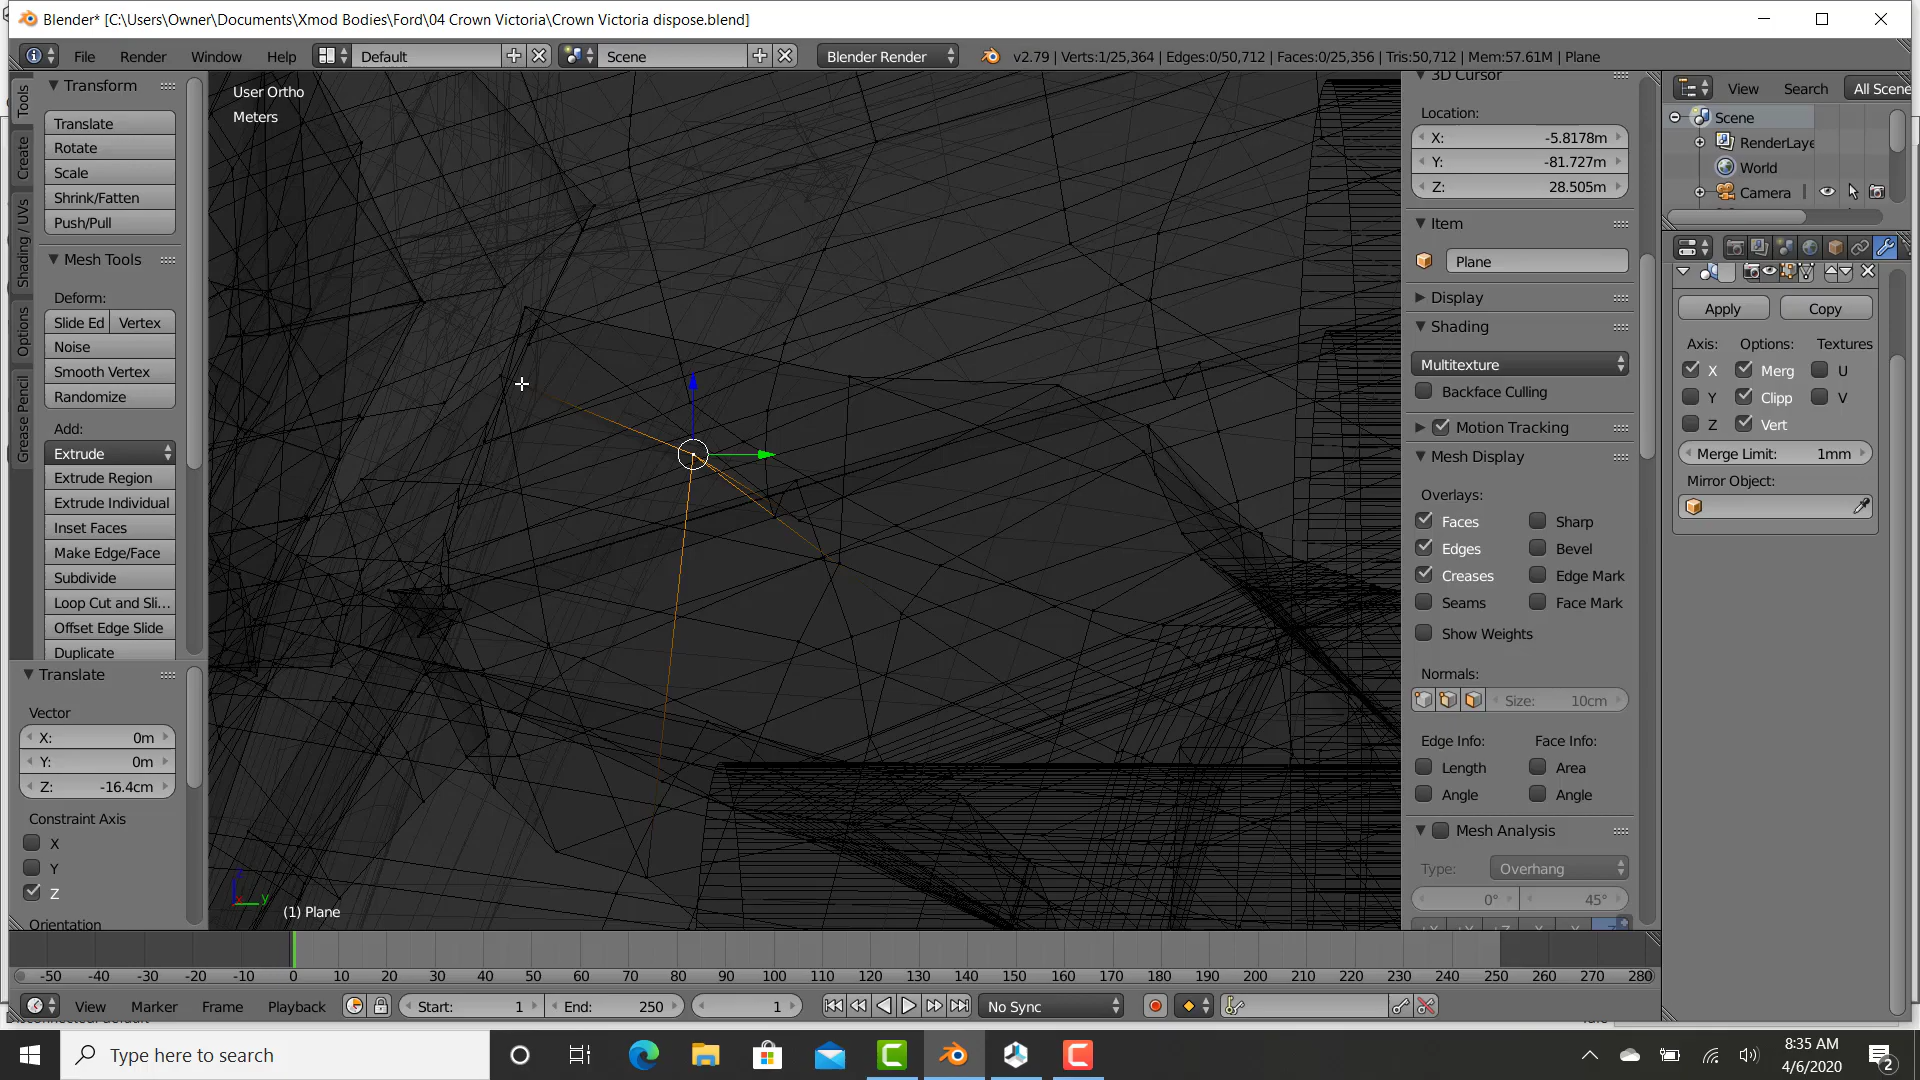 Blender* [C:\Users\Owner\Documents\Xmod Bodies\Ford\04 Crown Victoria\Crown Victoria dispose.blend]
File Render Window Help Default Scene Blender Render v2.79 | Verts:1/25,364 | Edges:0/50,712 | Faces:0/25,356 | Tris:50,712 | Mem:57.61M | Plane
Tools
Create
Shading / UVs
Options
Grease Pencil
Transform
Translate
Rotate
Scale
Shrink/Fatten
Push/Pull
Mesh Tools
Deform:
Slide Ed Vertex
Noise
Smooth Vertex
Randomize
Add:
Extrude
Extrude Region
Extrude Individual
Inset Faces
Make Edge/Face
Subdivide
Loop Cut and Sli...
Offset Edge Slide
Duplicate
Translate
Vector
X: 0m
Y: 0m
Z: -16.4cm
Constraint Axis
X
Y
Z
Orientation
User Ortho
Meters
z
y
(1) Plane
3D Cursor
Location:
X: -5.8178m
Y: -81.727m
Z: 28.505m
Item
Plane
Display
Shading
Multitexture
Backface Culling
Motion Tracking
Mesh Display
Overlays:
Faces Sharp
Edges Bevel
Creases Edge Mark
Seams Face Mark
Show Weights
Normals:
Size: 10cm
Edge Info: Face Info:
Length Area
Angle Angle
Mesh Analysis
Type: Overhang
0° 45°
View Search All Scene
Scene
RenderLaye
World
Camera
Apply Copy
Axis: Options: Textures
X Merg U
Y Clipp V
Z Vert
Merge Limit: 1mm
Mirror Object:
-50 -40 -30 -20 -10 0 10 20 30 40 50 60 70 80 90 100 110 120 130 140 150 160 170 180 190 200 210 220 230 240 250 260 270 280
View Marker Frame Playback Start: 1 End: 250 1 No Sync
Type here to search
8:35 AM
4/6/2020
2